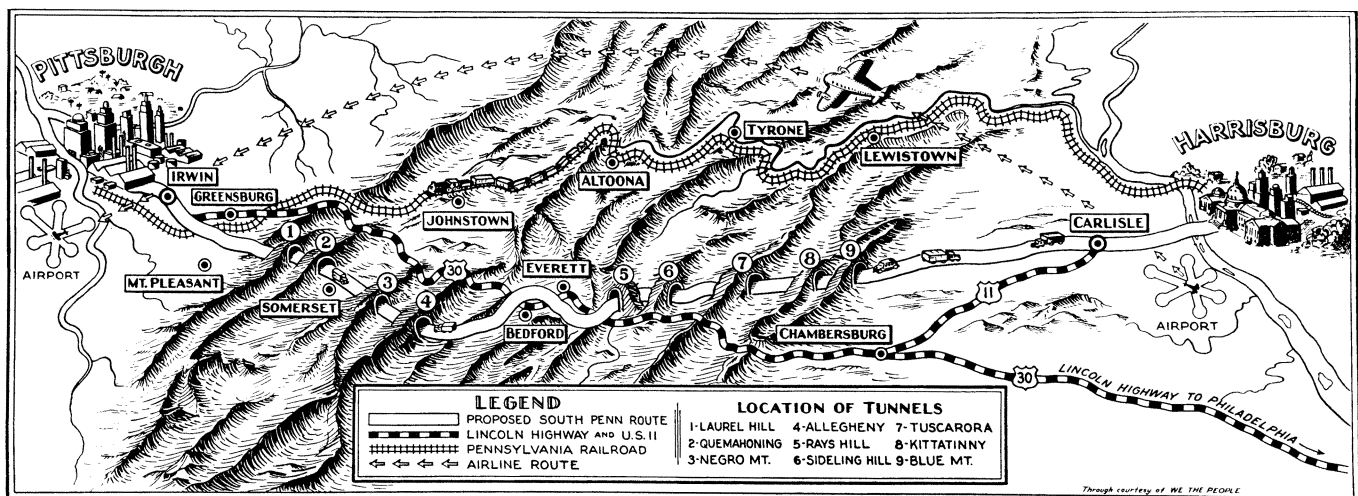 PITTSBURGH
HARRISBURG
IRWIN
GREENSBURG
TYRONE
LEWISTOWN
ALTOONA
JOHNSTOWN
CARLISLE
AIRPORT
MT. PLEASANT
SOMERSET
EVERETT
BEDFORD
CHAMBERSBURG
AIRPORT
1
2
3
4
5
6
7
8
9
30
11
30
LINCOLN HIGHWAY TO PHILADELPHIA
LEGEND
PROPOSED SOUTH PENN ROUTE
LINCOLN HIGHWAY AND U.S. 11
PENNSYLVANIA RAILROAD
AIRLINE ROUTE
LOCATION OF TUNNELS
1-LAUREL HILL 4-ALLEGHENY 7-TUSCARORA
2-QUEMAHONING 5-RAYS HILL 8-KITTATINNY
3-NEGRO MT. 6-SIDELING HILL 9-BLUE MT.
Through courtesy of WE THE PEOPLE